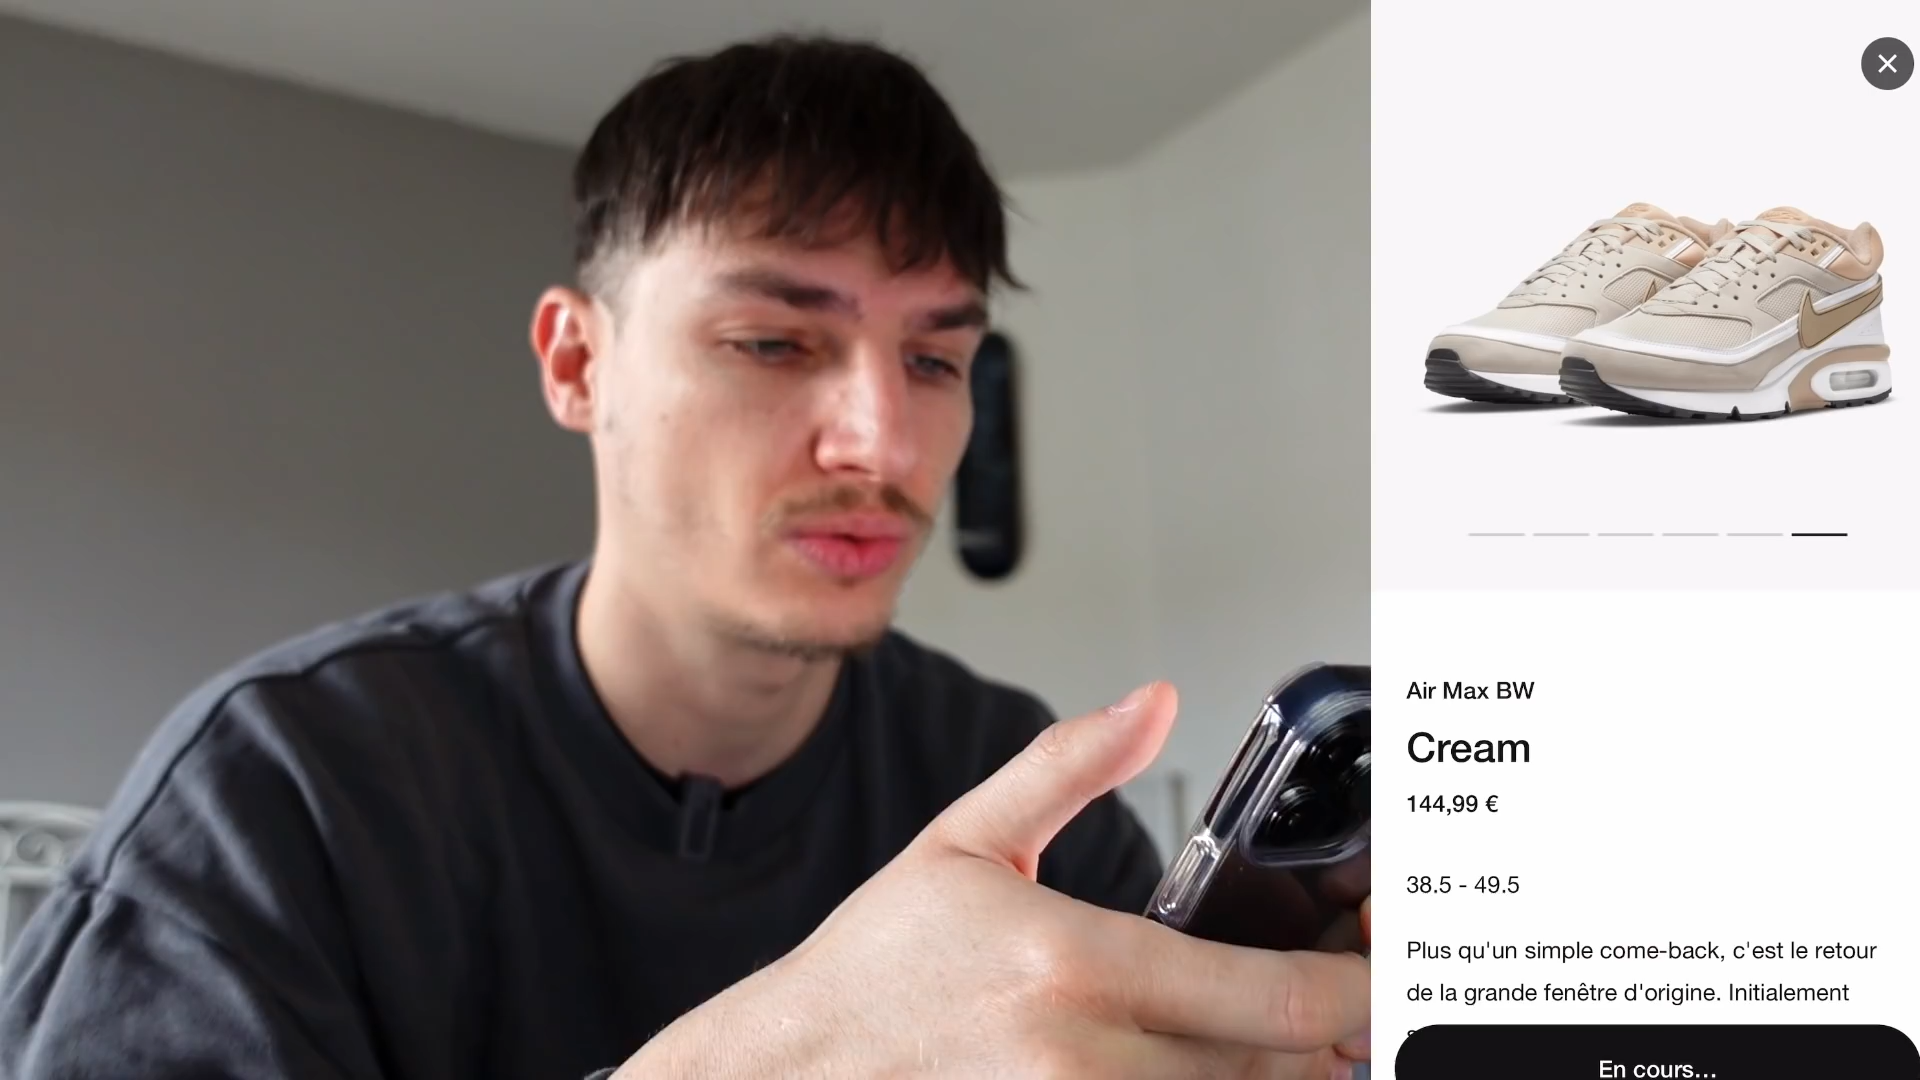 Air Max BW
Cream
144,99 €
38.5 - 49.5
Plus qu'un simple come-back, c'est le retour
de la grande fenêtre d'origine. Initialement
En cours...